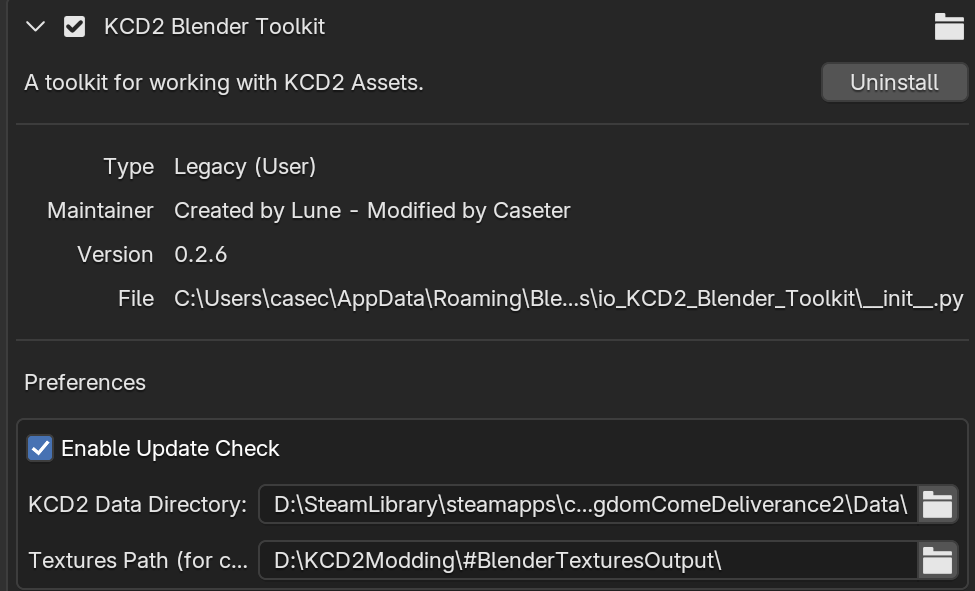 KCD2 Blender Toolkit
A toolkit for working with KCD2 Assets.
Uninstall
Type Legacy (User)
Maintainer Created by Lune - Modified by Caseter
Version 0.2.6
File C:\Users\casec\AppData\Roaming\Ble...s\io_KCD2_Blender_Toolkit\__init__.py
Preferences
Enable Update Check
KCD2 Data Directory: D:\SteamLibrary\steamapps\c...gdomComeDeliverance2\Data\
Textures Path (for c... D:\KCD2Modding\#BlenderTexturesOutput\